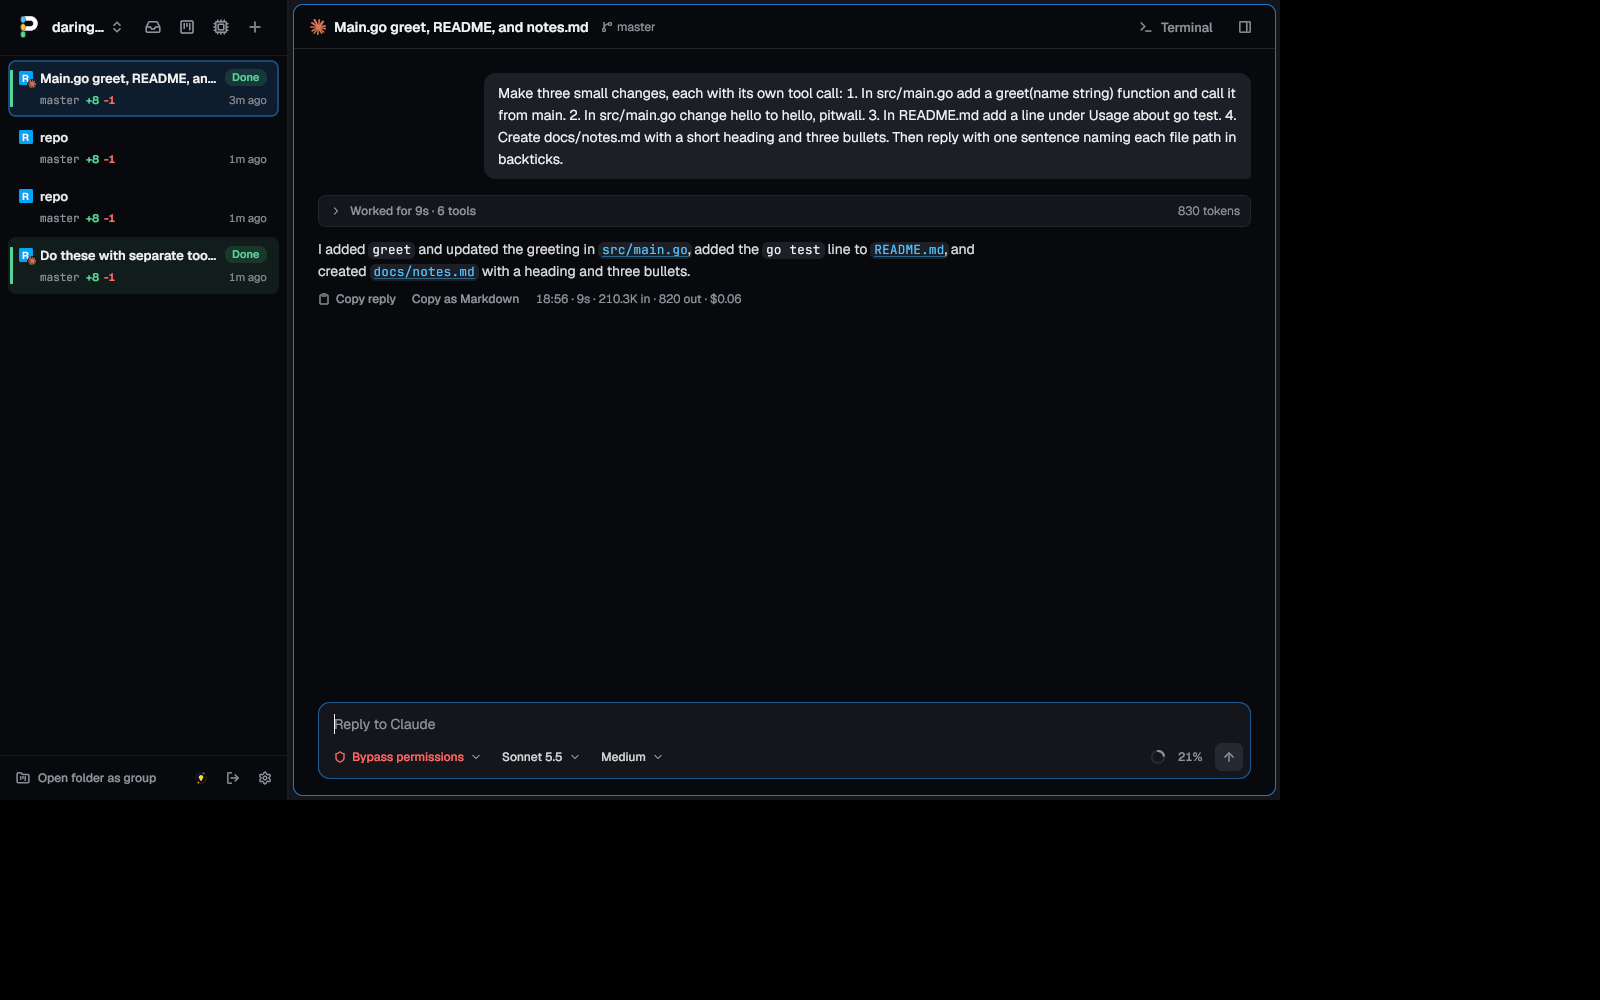 daring...
Main.go greet, README, an...
Done
master +8 -1
3m ago
repo
master +8 -1
1m ago
repo
master +8 -1
1m ago
Do these with separate too...
Done
master +8 -1
1m ago
Open folder as group
Main.go greet, README, and notes.md
master
Terminal
Make three small changes, each with its own tool call: 1. In src/main.go add a greet(name string) function and call it
from main. 2. In src/main.go change hello to hello, pitwall. 3. In README.md add a line under Usage about go test. 4.
Create docs/notes.md with a short heading and three bullets. Then reply with one sentence naming each file path in
backticks.
Worked for 9s · 6 tools
830 tokens
I added greet and updated the greeting in src/main.go, added the go test line to README.md, and
created docs/notes.md with a heading and three bullets.
Copy reply
Copy as Markdown
18:56 · 9s · 210.3K in · 820 out · $0.06
Reply to Claude
Bypass permissions
Sonnet 5.5
Medium
21%